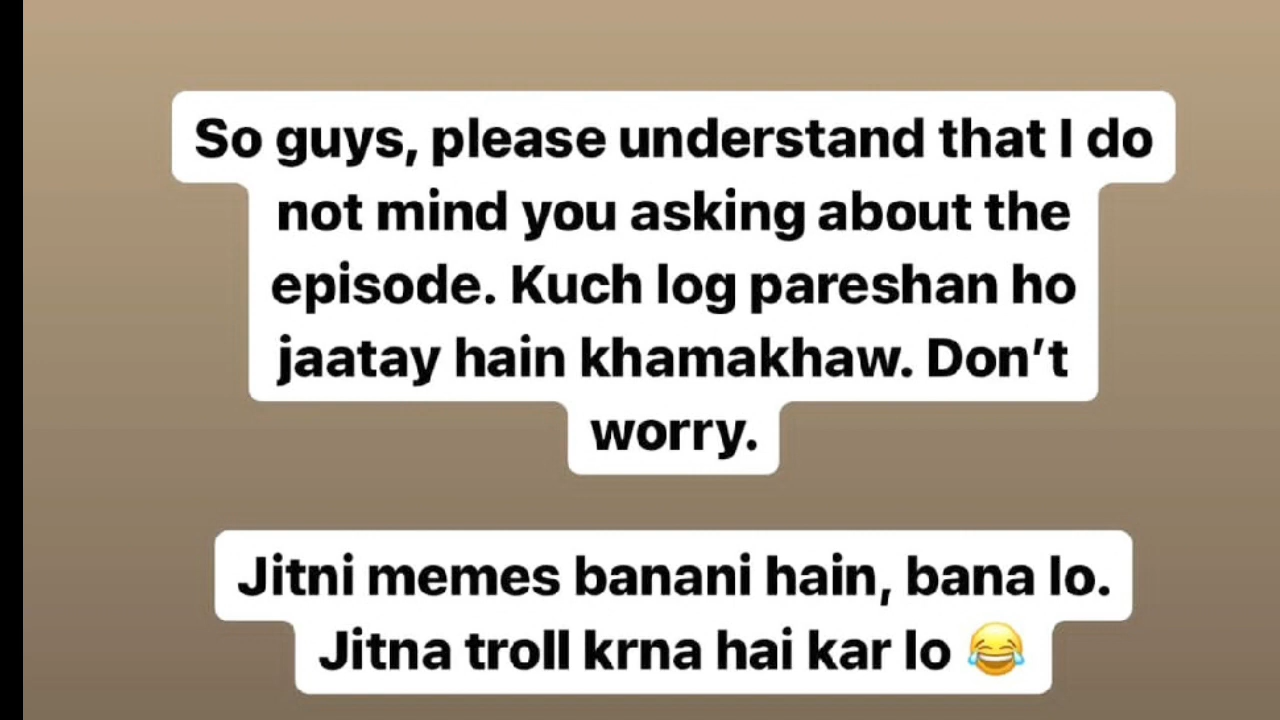 So guys, please understand that I do
not mind you asking about the
episode. Kuch log pareshan ho
jaatay hain khamakhaw. Don’t
worry.
Jitni memes banani hain, bana lo.
Jitna troll krna hai kar lo 😂